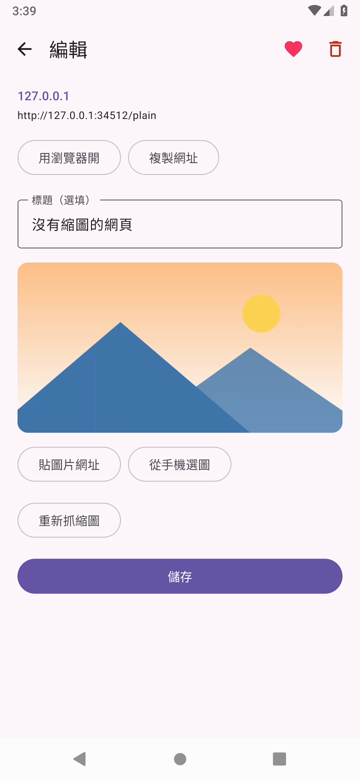 3:39
編輯
127.0.0.1
http://127.0.0.1:34512/plain
用瀏覽器開
複製網址
標題（選填）
沒有縮圖的網頁
貼圖片網址
從手機選圖
重新抓縮圖
儲存